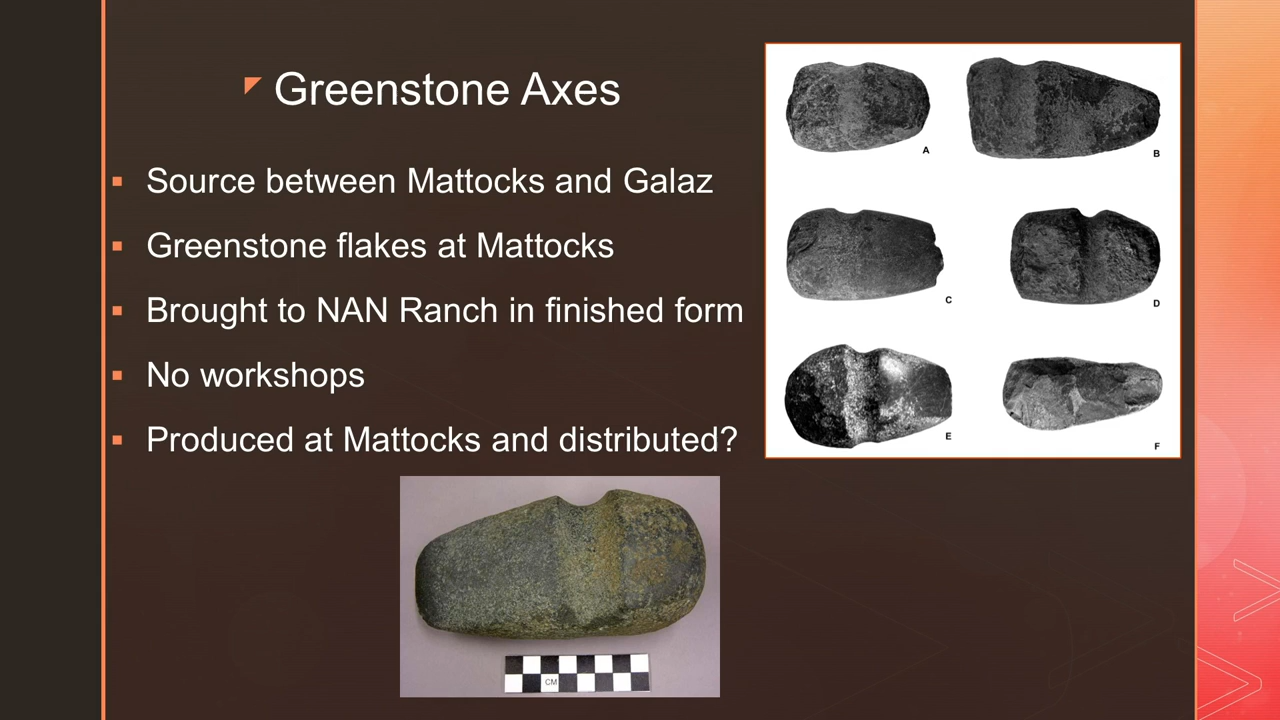 Greenstone Axes
Source between Mattocks and Galaz
Greenstone flakes at Mattocks
Brought to NAN Ranch in finished form
No workshops
Produced at Mattocks and distributed?
A
B
C
D
E
F
CM